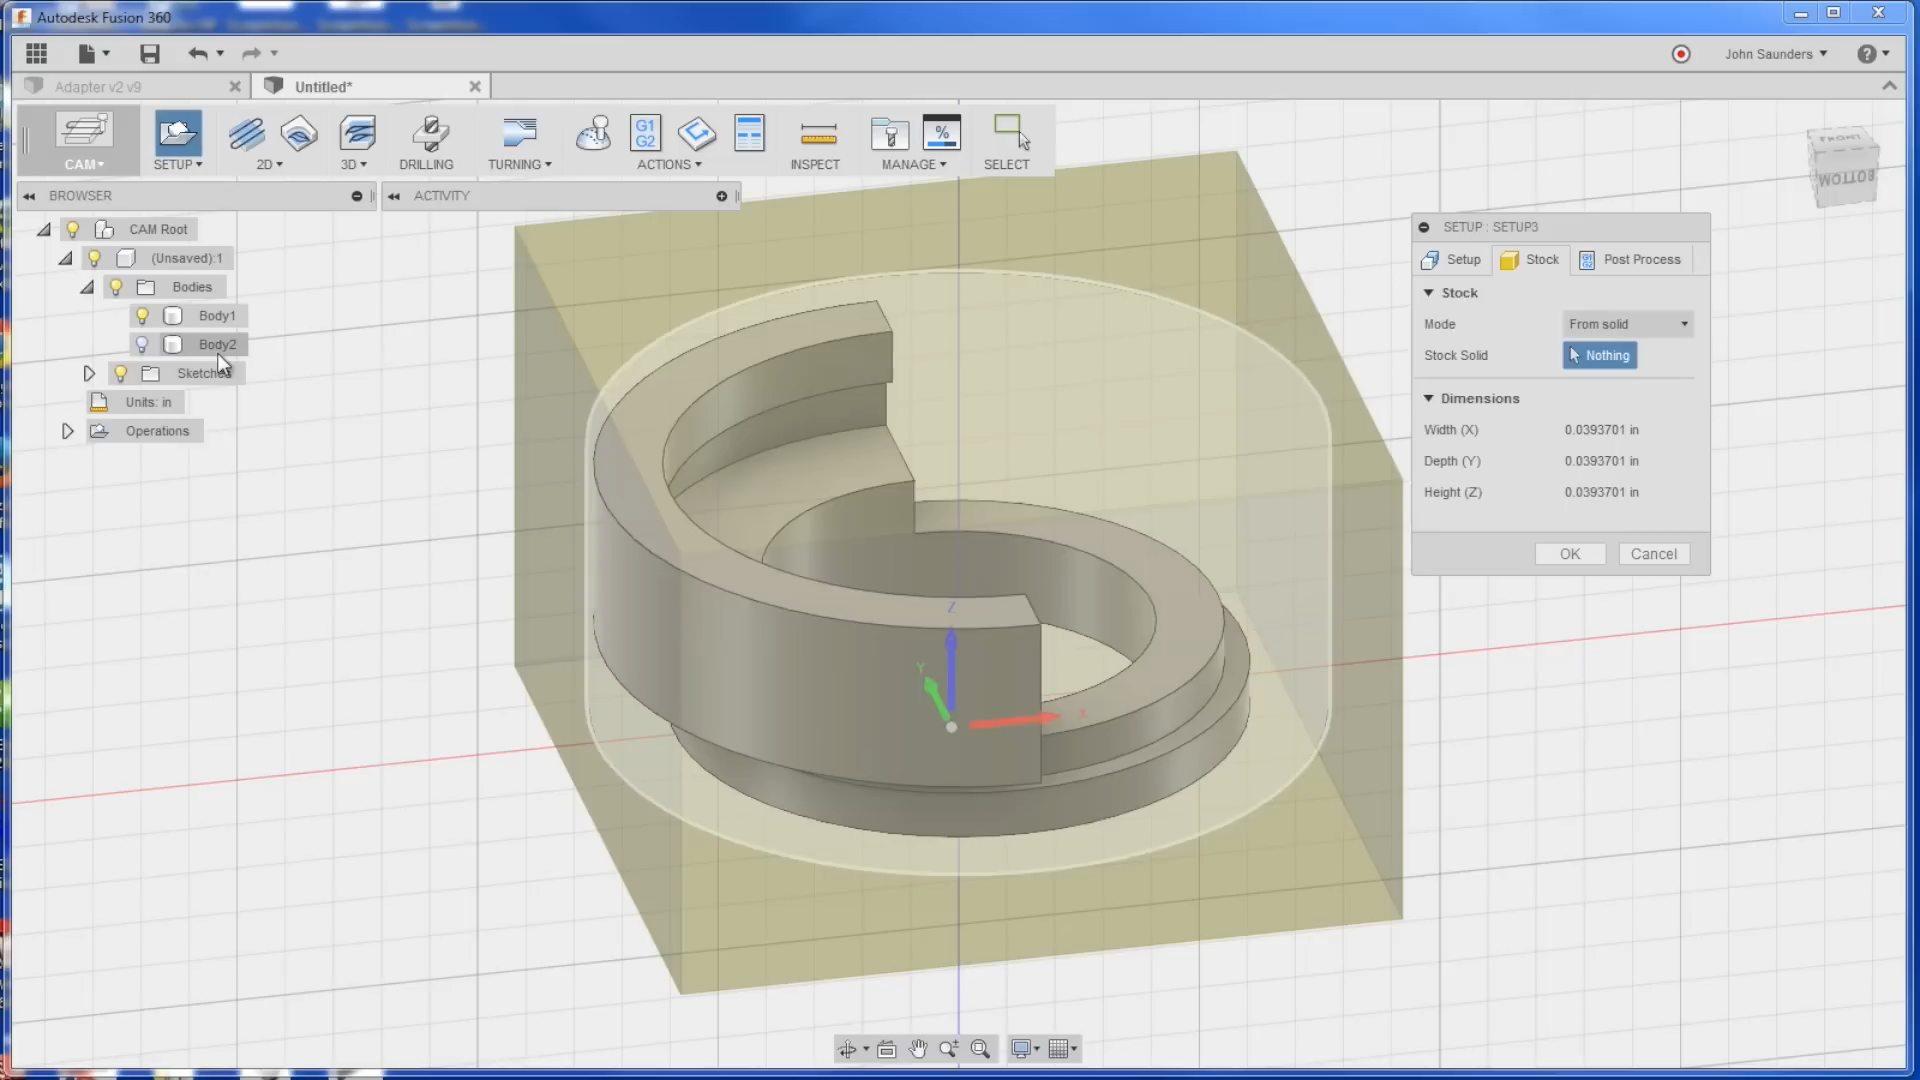 Autodesk Fusion 360
John Saunders
Adapter v2 v9
Untitled*
CAM
SETUP
2D
3D
DRILLING
TURNING
G1
G2
ACTIONS
INSPECT
%
MANAGE
SELECT
BROWSER
ACTIVITY
CAM Root
(Unsaved):1
Bodies
Body1
Body2
Sketches
Units: in
Operations
FRONT
BOTTOM
SETUP : SETUP3
Setup
Stock
Post Process
Stock
Mode
From solid
Stock Solid
Nothing
Dimensions
Width (X)
0.0393701 in
Depth (Y)
0.0393701 in
Height (Z)
0.0393701 in
OK
Cancel
Z
Y
X